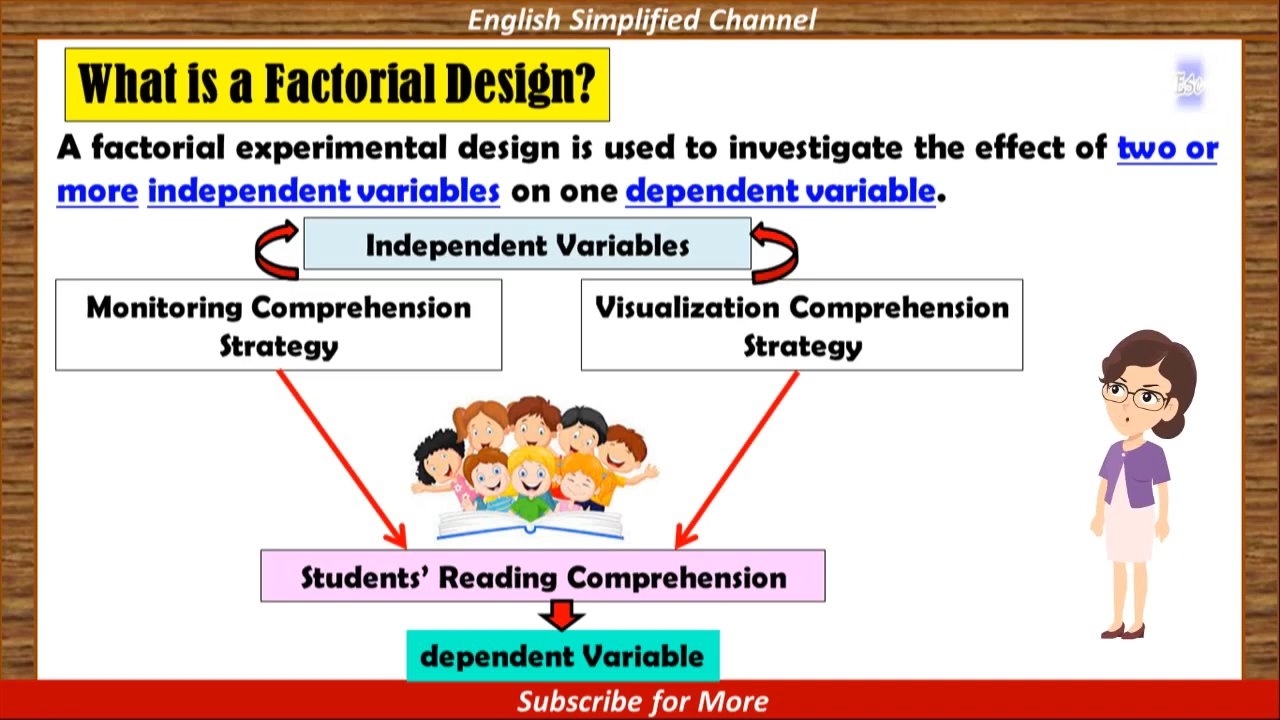 English Simplified Channel
What is a Factorial Design?
ESc
A factorial experimental design is used to investigate the effect of two or
more independent variables on one dependent variable.
Independent Variables
Monitoring Comprehension
Strategy
Visualization Comprehension
Strategy
Students’ Reading Comprehension
dependent Variable
Subscribe for More